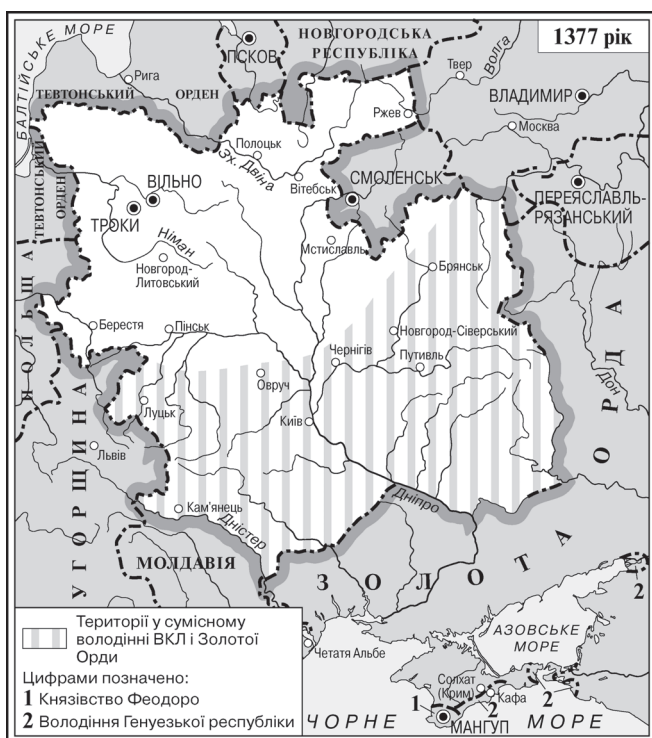 1377 рік
БАЛТІЙСЬКЕ МОРЕ
НОВГОРОДСЬКА
РЕСПУБЛІКА
ПСКОВ
Рига
ТЕВТОНСЬКИЙ ОРДЕН
Твер
Волга
Ржев
ВЛАДИМИР
Москва
Полоцьк
Зх. Двіна
Вітебськ
СМОЛЕНСЬК
ТЕВТОНСЬКИЙ
ОРДЕН
ВІЛЬНО
ТРОКИ
ПЕРЕЯСЛАВЛЬ-
РЯЗАНСЬКИЙ
Німан
Мстиславль
Новгород-
Литовський
Брянськ
ПОЛЬЩА
Берестя
Пінськ
Новгород-Сіверський
Чернігів
Путивль
Овруч
Дон
Луцьк
Київ
Львів
УГОРЩИНА
Кам'янець
Дністер
Дніпро
МОЛДАВІЯ
ЗОЛОТА
ОРДА
Території у сумісному
володінні ВКЛ і Золотої
Орди
Цифрами позначено:
1 Князівство Феодоро
2 Володіння Генуезької республіки
Четатя Альбе
АЗОВСЬКЕ
МОРЕ
2
Солхат
(Крим)
Кафа
2
2
1
МАНГУП
ЧОРНЕ МОРЕ